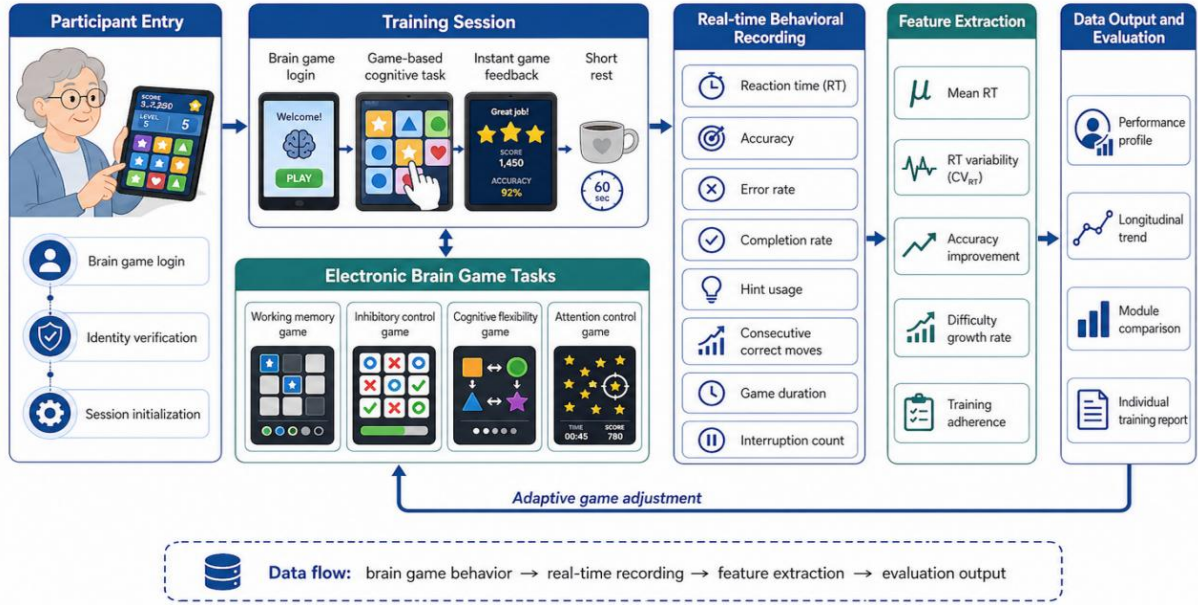 Participant Entry
SCORE
LEVEL
5
5
Brain game login
Identity verification
Session initialization
Training Session
Brain game
login
Welcome!
PLAY
Game-based
cognitive task
Instant game
feedback
Great job!
SCORE
1,450
ACCURACY
92%
Short
rest
60
sec
Electronic Brain Game Tasks
Working memory
game
Inhibitory control
game
Cognitive flexibility
game
Attention control
game
TIME
00:45
SCORE
780
Real-time Behavioral
Recording
Reaction time (RT)
Accuracy
Error rate
Completion rate
Hint usage
Consecutive
correct moves
Game duration
Interruption count
Feature Extraction
μ
Mean RT
RT variability
(CV_RT)
Accuracy
improvement
Difficulty
growth rate
Training
adherence
Data Output and
Evaluation
Performance
profile
Longitudinal
trend
Module
comparison
Individual
training report
Adaptive game adjustment
Data flow: brain game behavior → real-time recording → feature extraction → evaluation output